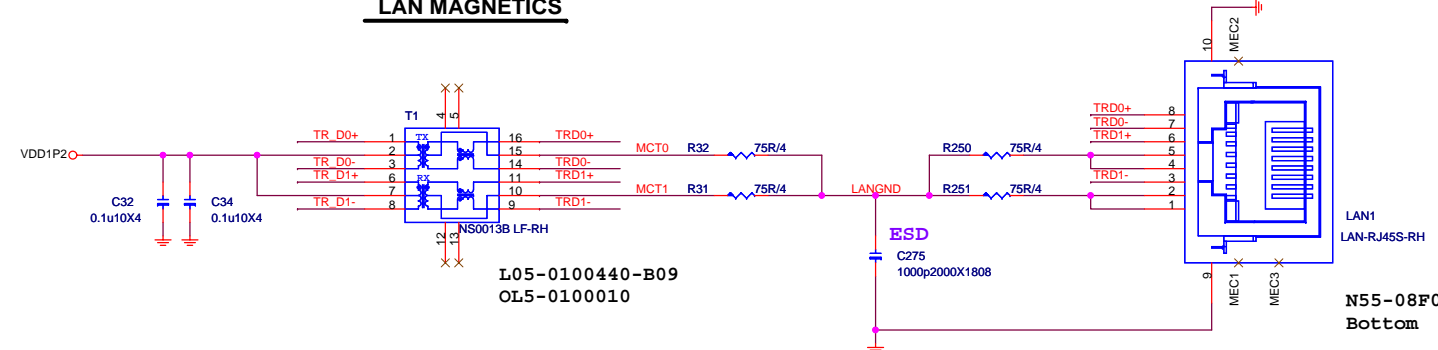 LAN MAGNETICS
10
MEC2
4
5
T1
TX
TR_D0+
1
16
TRD0+
VDD1P2
2
15
MCT0
R32
75R/4
TR_D0-
3
14
TRD0-
TR_D1+
6
RX
11
TRD1+
7
10
MCT1
R31
75R/4
LANGND
TR_D1-
8
9
TRD1-
C32
0.1u10X4
C34
0.1u10X4
12
13
NS0013B LF-RH
L05-0100440-B09
OL5-0100010
ESD
C275
1000p2000X1808
R250
75R/4
R251
75R/4
TRD0+
8
TRD0-
7
TRD1+
6
5
4
TRD1-
3
2
1
LAN1
LAN-RJ45S-RH
9
MEC1
MEC3
N55-08F0
Bottom